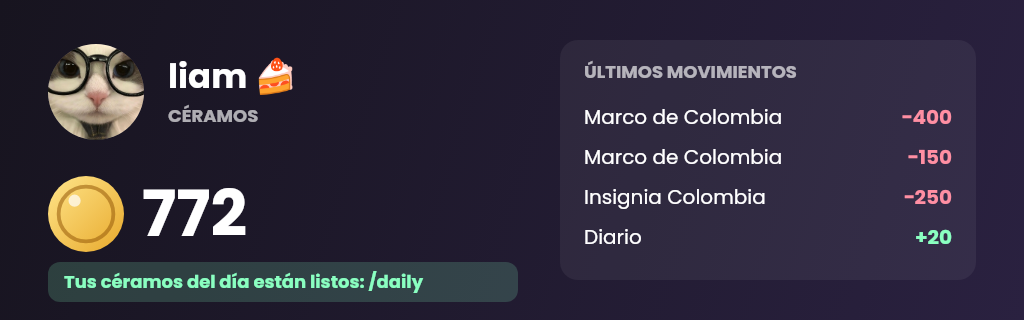 liam 🍰
CÉRAMOS
772
Tus céramos del día están listos: /daily
ÚLTIMOS MOVIMIENTOS
Marco de Colombia -400
Marco de Colombia -150
Insignia Colombia -250
Diario +20